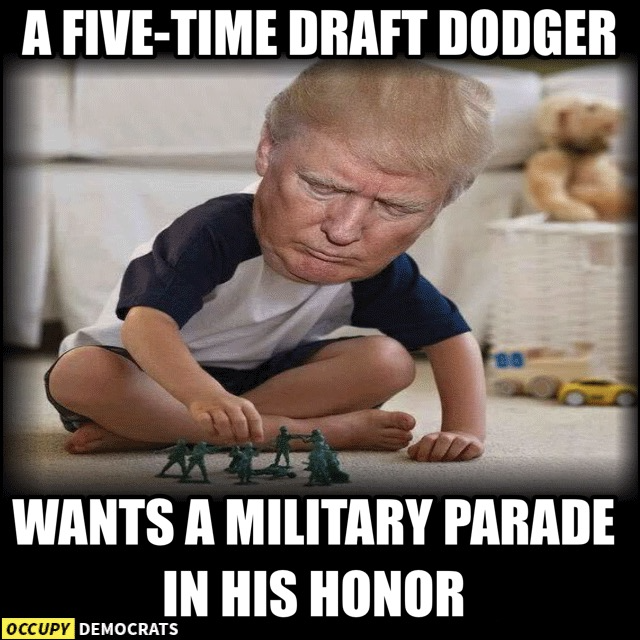 A FIVE-TIME DRAFT DODGER
WANTS A MILITARY PARADE
IN HIS HONOR
OCCUPY DEMOCRATS